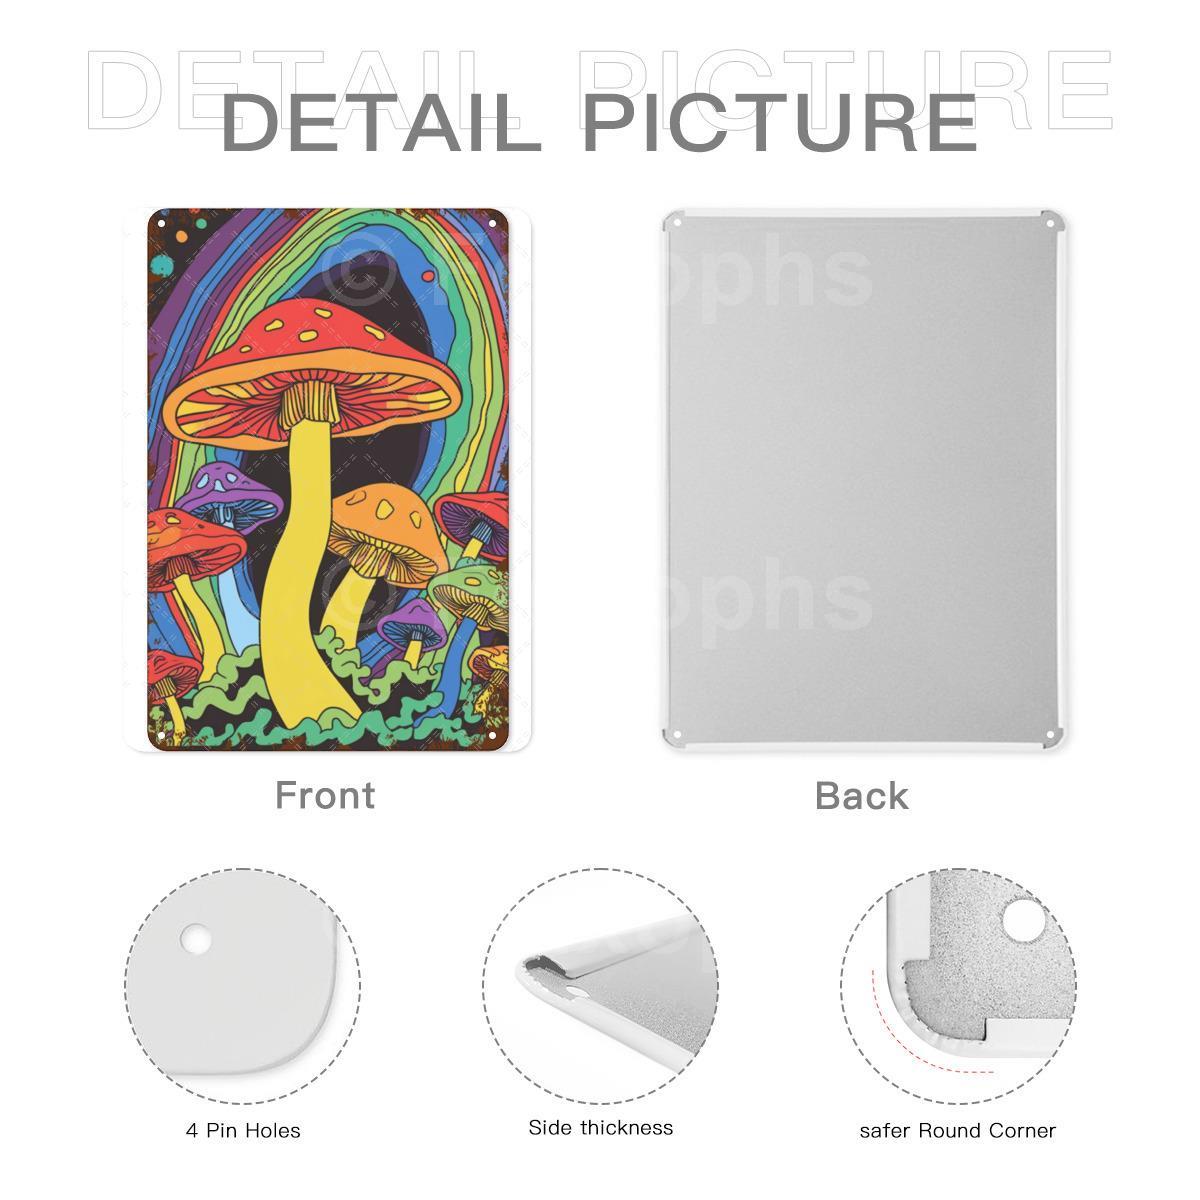 DETAIL PICTURE
DETAIL PICTURE
Front
Back
4 Pin Holes
Side thickness
safer Round Corner